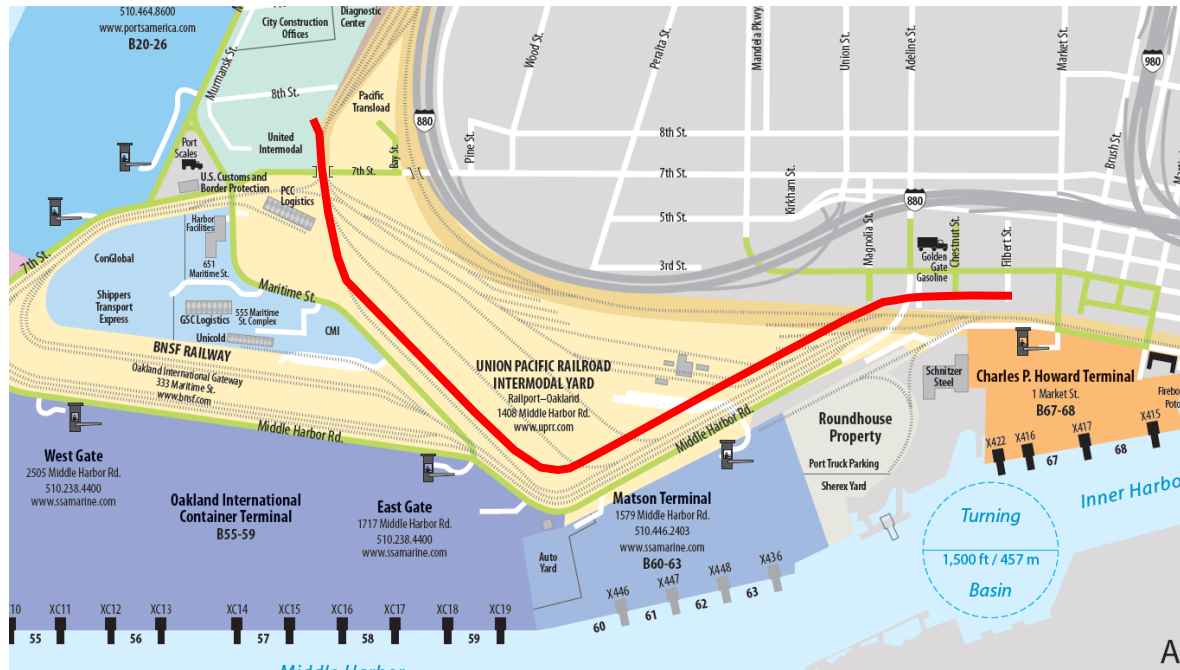 510.464.8600
www.portsamerica.com
B20-26
City Construction
Offices
Diagnostic
Center
Murmansk St.
8th St.
Pacific
Transload
United
Intermodal
Port
Scales
U.S. Customs and
Border Protection
PCC
Logistics
7th St.
Bay St.
880
Wood St.
Peralta St.
Mandela Pkwy.
Union St.
Adeline St.
Market St.
980
Pine St.
8th St.
7th St.
5th St.
3rd St.
Kirkham St.
Magnolia St.
880
Chestnut St.
Filbert St.
Brush St.
Golden
Gate
Gasoline
7th St.
ConGlobal
Harbor
Facilities
651
Maritime St.
Maritime St.
Shippers
Transport
Express
GSC Logistics
555 Maritime
St. Complex
Unicold
CMI
BNSF RAILWAY
Oakland International Gateway
333 Maritime St.
www.bnsf.com
UNION PACIFIC RAILROAD
INTERMODAL YARD
Railport–Oakland
1408 Middle Harbor Rd.
www.uprr.com
Middle Harbor Rd.
Middle Harbor Rd.
Schnitzer
Steel
Charles P. Howard Terminal
1 Market St.
B67-68
X422
X416
X417
X415
67
68
Roundhouse
Property
Port Truck Parking
Sherex Yard
West Gate
2505 Middle Harbor Rd.
510.238.4400
www.ssamarine.com
Oakland International
Container Terminal
B55-59
East Gate
1717 Middle Harbor Rd.
510.238.4400
www.ssamarine.com
Matson Terminal
1579 Middle Harbor Rd.
510.446.2403
www.ssamarine.com
B60-63
Auto
Yard
X446
X447
X448
X436
60
61
62
63
Turning
1,500 ft / 457 m
Basin
XC11
XC12
XC13
XC14
XC15
XC16
XC17
XC18
XC19
55
56
57
58
59
Middle Harbor
A